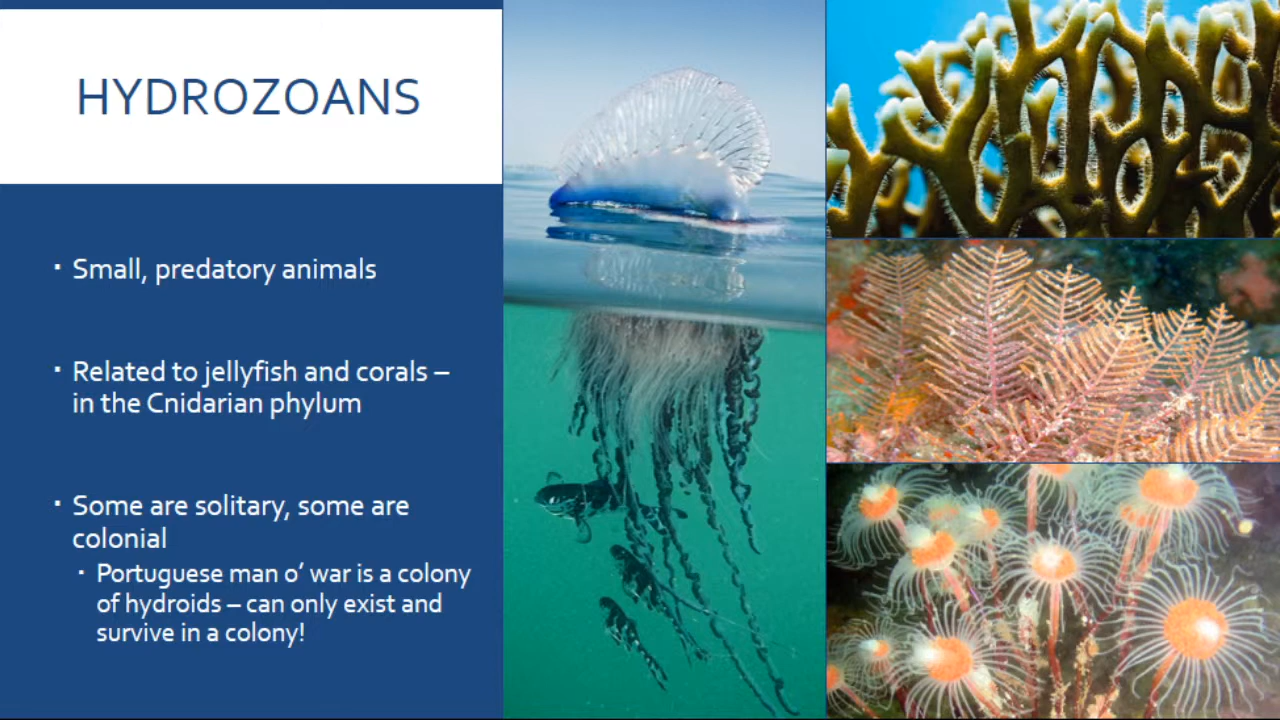 HYDROZOANS
▪ Small, predatory animals
▪ Related to jellyfish and corals –
in the Cnidarian phylum
▪ Some are solitary, some are
colonial
▪ Portuguese man o’ war is a colony
of hydroids – can only exist and
survive in a colony!